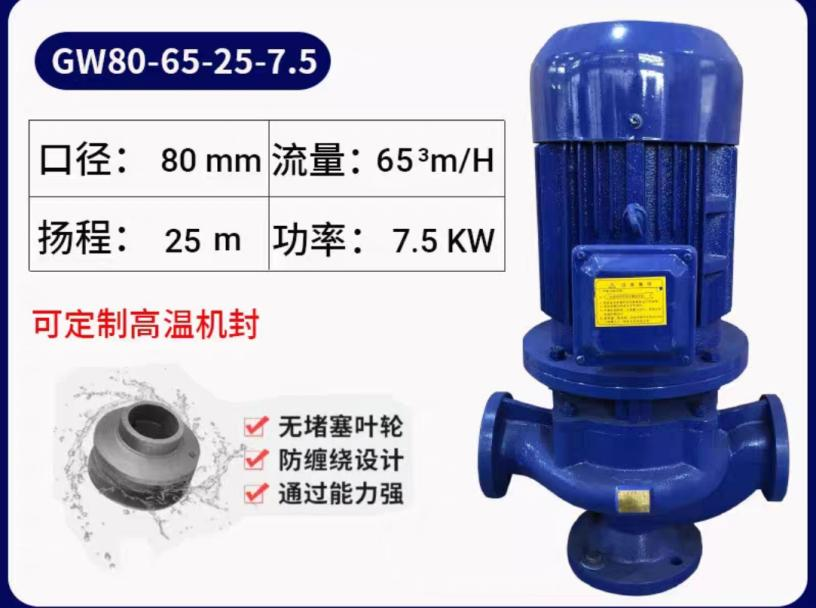 GW80-65-25-7.5
口径： 80 mm 流量：65³m/H
扬程： 25 m 功率： 7.5 KW
可定制高温机封
无堵塞叶轮
防缠绕设计
通过能力强